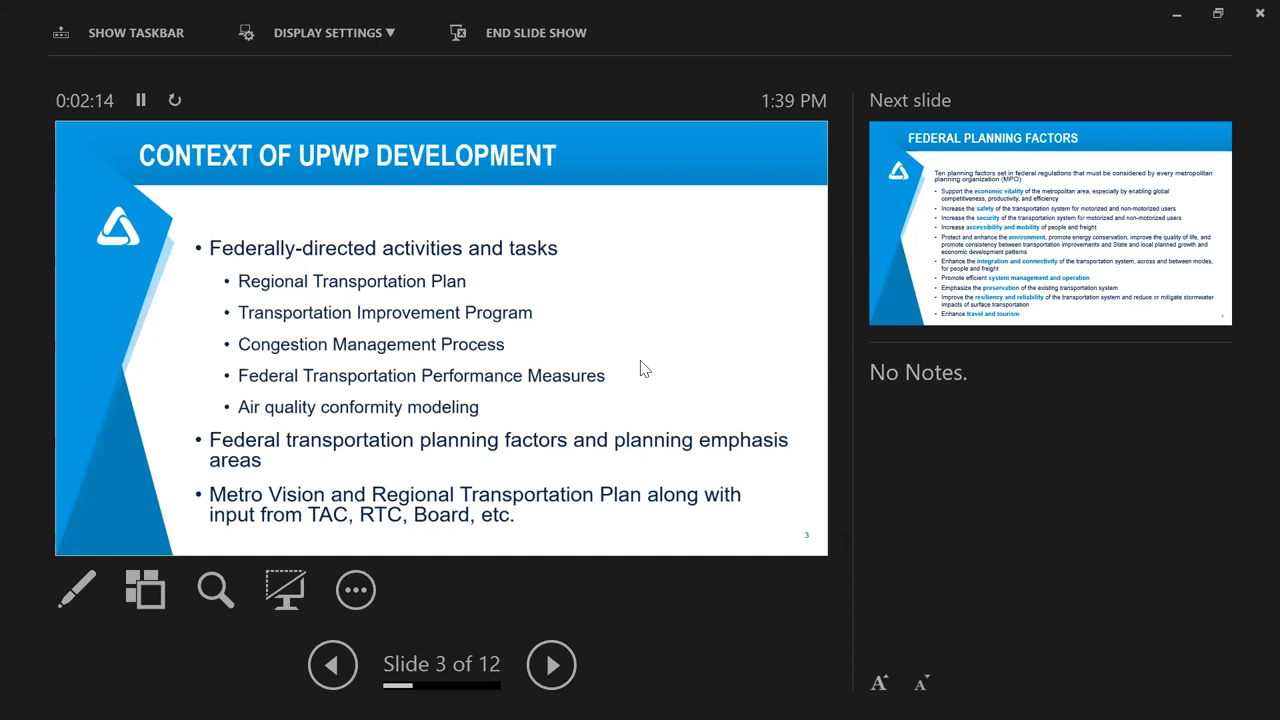 SHOW TASKBAR
DISPLAY SETTINGS ▼
END SLIDE SHOW
0:02:14
1:39 PM
CONTEXT OF UPWP DEVELOPMENT
• Federally-directed activities and tasks
• Regional Transportation Plan
• Transportation Improvement Program
• Congestion Management Process
• Federal Transportation Performance Measures
• Air quality conformity modeling
• Federal transportation planning factors and planning emphasis
areas
• Metro Vision and Regional Transportation Plan along with
input from TAC, RTC, Board, etc.
3
Slide 3 of 12
Next slide
FEDERAL PLANNING FACTORS
Ten planning factors set in federal regulations that must be considered by every metropolitan
planning organization (MPO):
• Support the economic vitality of the metropolitan area, especially by enabling global
competitiveness, productivity, and efficiency
• Increase the safety of the transportation system for motorized and non-motorized users
• Increase the security of the transportation system for motorized and non-motorized users
• Increase accessibility and mobility of people and freight
• Protect and enhance the environment, promote energy conservation, improve the quality of life, and
promote consistency between transportation improvements and State and local planned growth and
economic development patterns
• Enhance the integration and connectivity of the transportation system, across and between modes,
for people and freight
• Promote efficient system management and operation
• Emphasize the preservation of the existing transportation system
• Improve the resiliency and reliability of the transportation system and reduce or mitigate stormwater
impacts of surface transportation
• Enhance travel and tourism
No Notes.
A A